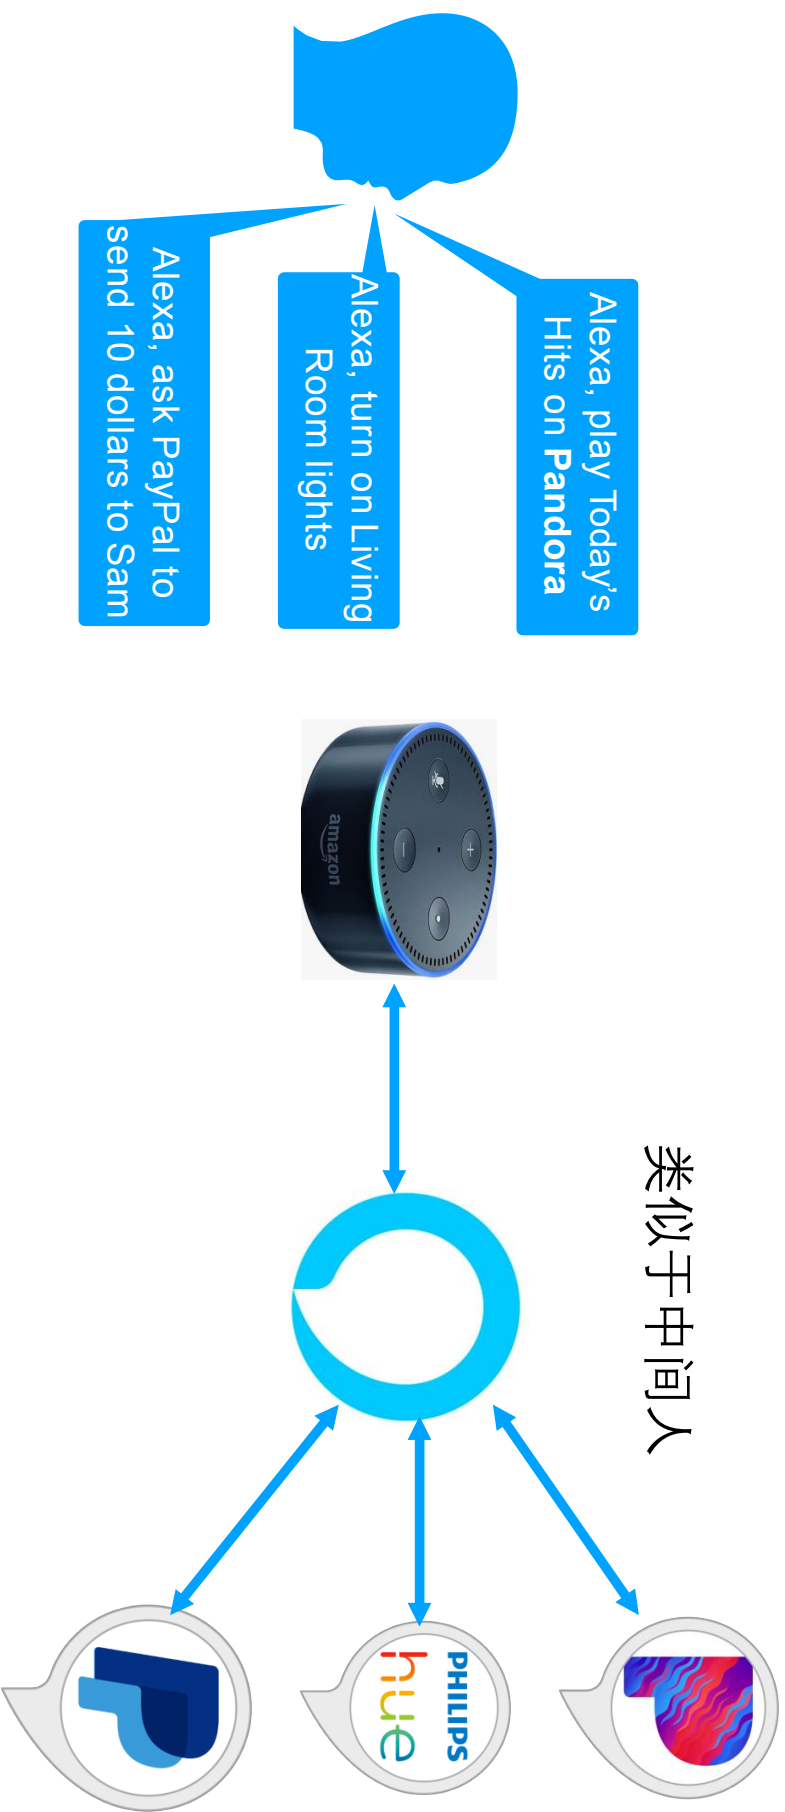 Alexa, play Today’s
Hits on Pandora
Alexa, turn on Living
Room lights
Alexa, ask PayPal to
send 10 dollars to Sam
amazon
类似于中间人
PHILIPS
hue